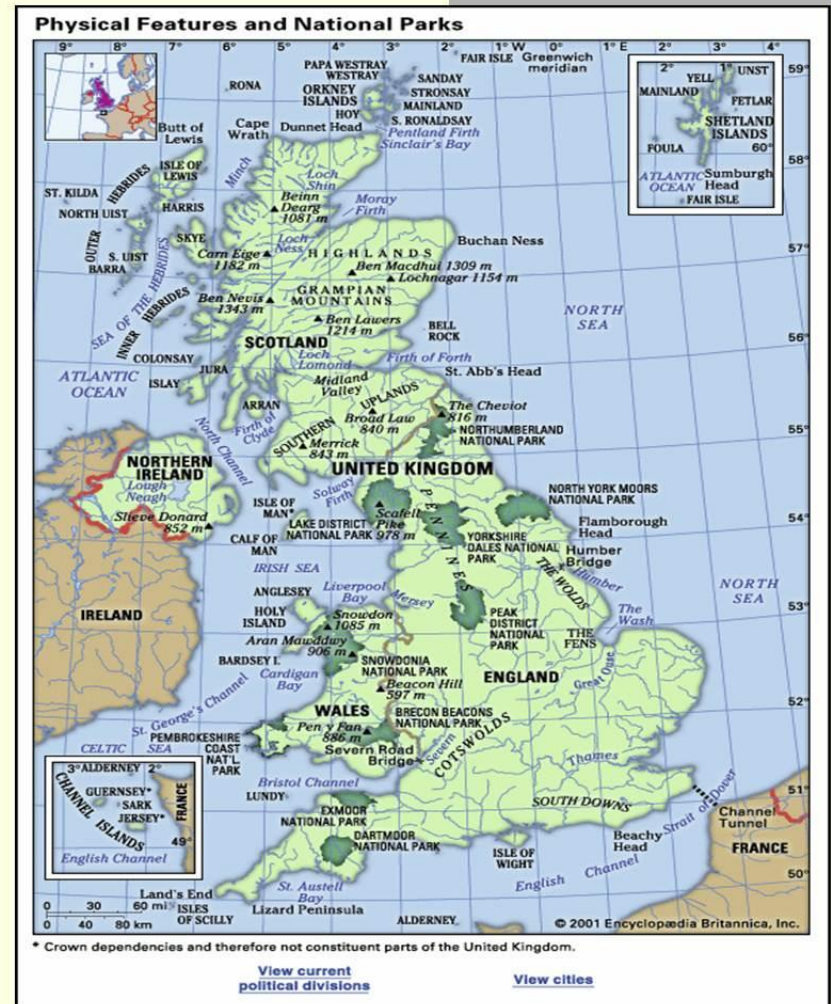 Physical Features and National Parks
9°
8°
7°
6°
5°
4°
3°
2°
1° W
0°
1° E
2°
3°
4°
FAIR ISLE
Greenwich
meridian
59°
58°
57°
56°
55°
54°
53°
52°
51°
50°
PAPA WESTRAY
WESTRAY
ORKNEY
ISLANDS
HOY
SANDAY
STRONSAY
MAINLAND
S. RONALDSAY
Pentland Firth
Sinclair's Bay
RONA
Cape
Wrath
Dunnet Head
Butt of
Lewis
ISLE OF
LEWIS
Minch
Loch
Shin
ST. KILDA
HEBRIDES
NORTH UIST
HARRIS
Beinn
Dearg
1081 m
Moray
Firth
OUTER
S. UIST
BARRA
SKYE
Carn Eige
1182 m
Loch
Ness
HIGHLANDS
Buchan Ness
Ben Macdhui 1309 m
Lochnagar 1154 m
SEA OF THE HEBRIDES
INNER
HEBRIDES
Ben Nevis
1343 m
GRAMPIAN
MOUNTAINS
Ben Lawers
1214 m
NORTH
SEA
BELL
ROCK
SCOTLAND
COLONSAY
JURA
ISLAY
Loch
Lomond
Firth of Forth
St. Abb's Head
ATLANTIC
OCEAN
Midland
Valley
ARRAN
Firth of
Clyde
SOUTHERN
UPLANDS
Broad Law
840 m
Merrick
843 m
The Cheviot
816 m
NORTHUMBERLAND
NATIONAL PARK
North Channel
NORTHERN
IRELAND
Lough
Neagh
Slieve Donard
852 m
UNITED KINGDOM
Solway
Firth
ISLE OF
MAN*
CALF OF
MAN
LAKE DISTRICT
NATIONAL PARK
Scafell
Pike
978 m
PENNINES
NORTH YORK MOORS
NATIONAL PARK
Flamborough
Head
YORKSHIRE
DALES NATIONAL
PARK
Humber
Bridge
Humber
THE WOLDS
IRISH SEA
IRELAND
ANGLESEY
HOLY
ISLAND
Liverpool
Bay
Mersey
Snowdon
1085 m
Aran Mawddwy
906 m
PEAK
DISTRICT
NATIONAL
PARK
The
Wash
THE
FENS
NORTH
SEA
BARDSEY I.
Cardigan
Bay
SNOWDONIA
NATIONAL PARK
Beacon Hill
597 m
ENGLAND
Great Ouse
St. George's Channel
WALES
BRECON BEACONS
NATIONAL PARK
Pen y Fan
886 m
Severn Road
Bridge
Severn
COTSWOLDS
CELTIC SEA
PEMBROKESHIRE
COAST
NAT'L.
PARK
Thames
Bristol Channel
LUNDY
EXMOOR
NATIONAL PARK
DARTMOOR
NATIONAL PARK
SOUTH DOWNS
Beachy
Head
Strait of Dover
Channel
Tunnel
FRANCE
ISLE OF
WIGHT
English Channel
Land's End
ISLES
OF SCILLY
St. Austell
Bay
Lizard Peninsula
ALDERNEY
0 30 60 mi
0 40 80 km
2°
1°
UNST
YELL
MAINLAND
FETLAR
SHETLAND
ISLANDS
60°
FOULA
ATLANTIC
OCEAN
Sumburgh
Head
FAIR ISLE
3°
ALDERNEY
2°
GUERNSEY*
SARK
JERSEY*
CHANNEL ISLANDS
FRANCE
49°
English Channel
© 2001 Encyclopædia Britannica, Inc.
* Crown dependencies and therefore not constituent parts of the United Kingdom.
View current
political divisions
View cities